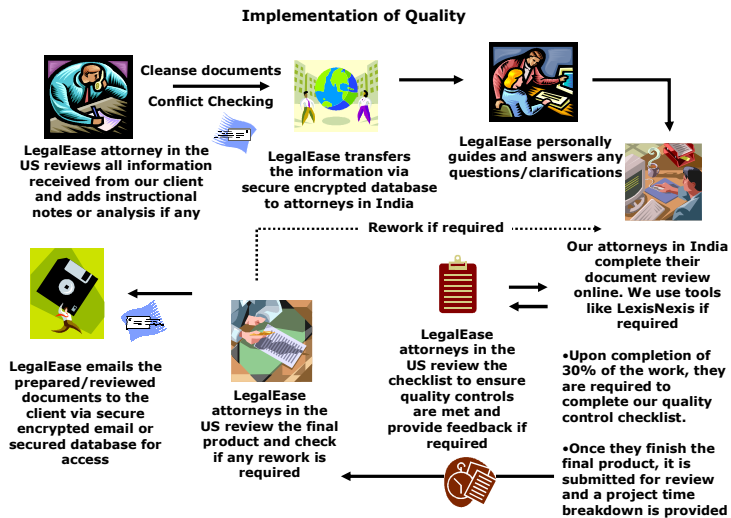 Implementation of Quality
Cleanse documents
Conflict Checking
LegalEase attorney in the
US reviews all information
received from our client
and adds instructional
notes or analysis if any
LegalEase transfers
the information via
secure encrypted database
to attorneys in India
LegalEase personally
guides and answers any
questions/clarifications
Rework if required
Our attorneys in India
complete their
document review
online. We use tools
like LexisNexis if
required
•Upon completion of
30% of the work, they
are required to
complete our quality
control checklist.
•Once they finish the
final product, it is
submitted for review
and a project time
breakdown is provided
LegalEase
attorneys in the
US review the
checklist to ensure
quality controls
are met and
provide feedback if
required
LegalEase
attorneys in the
US review the final
product and check
if any rework is
required
LegalEase emails the
prepared/reviewed
documents to the
client via secure
encrypted email or
secured database for
access